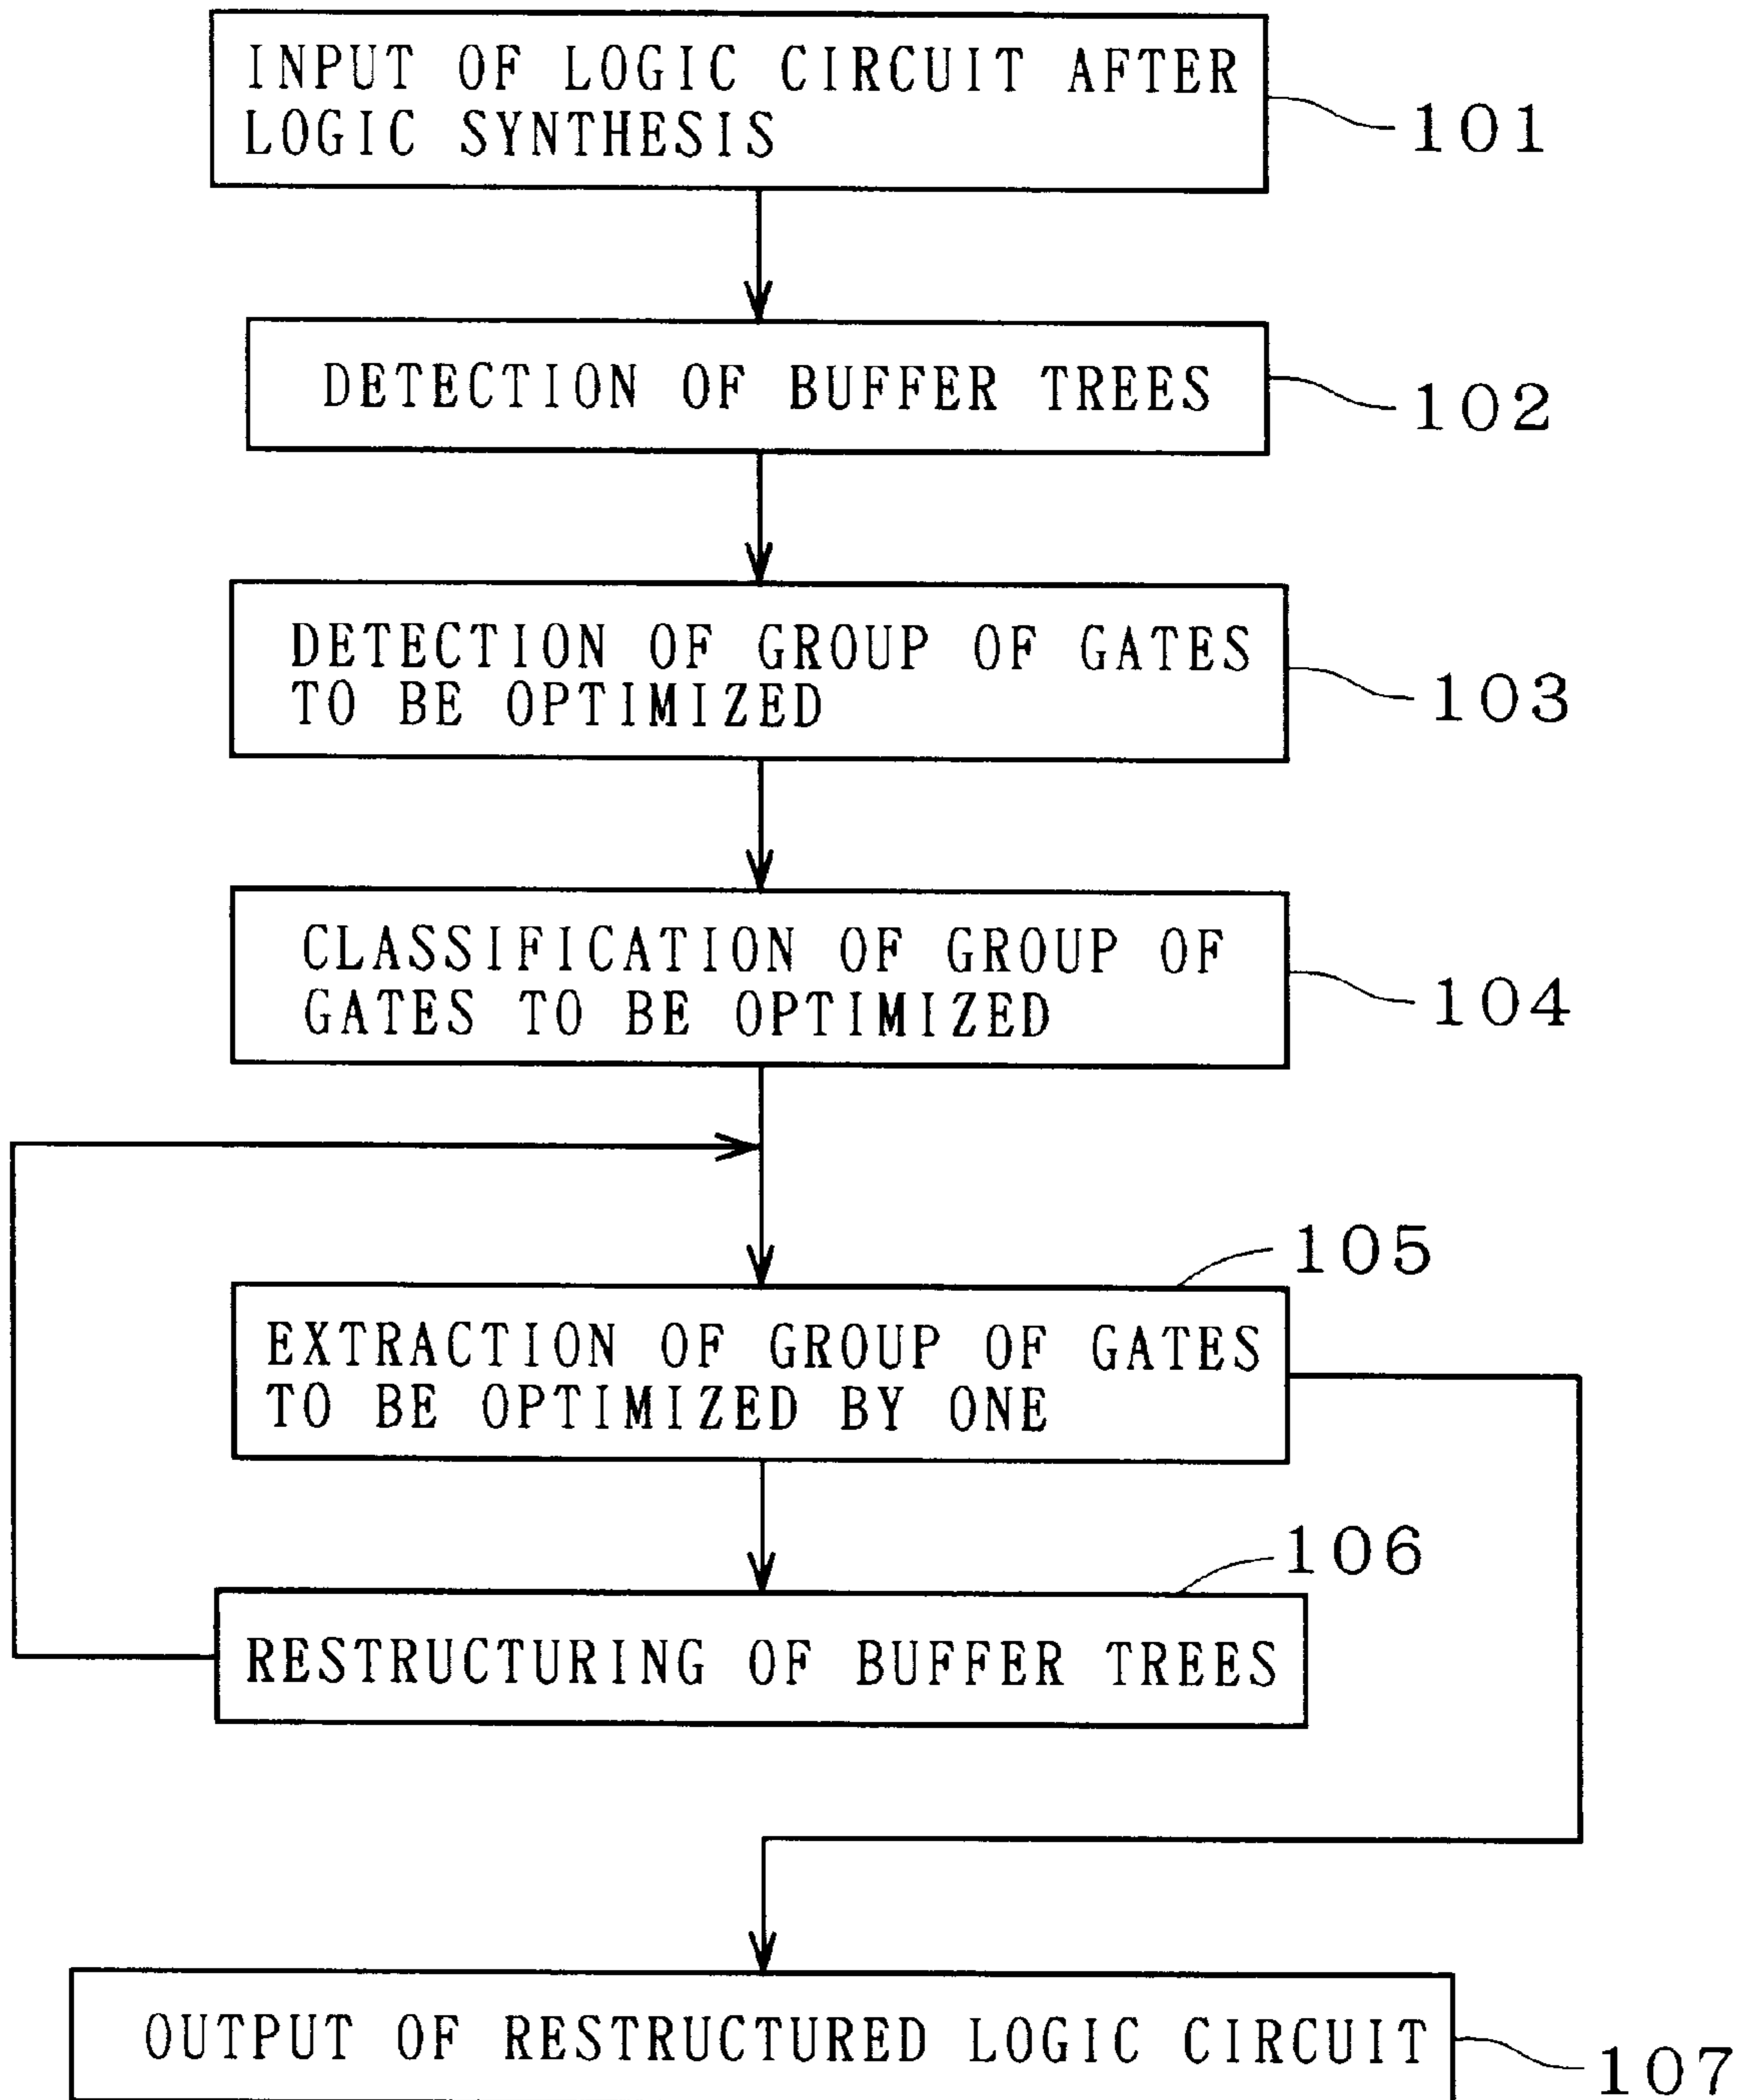 INPUT OF LOGIC CIRCUIT AFTER
LOGIC SYNTHESIS
101
DETECTION OF BUFFER TREES
102
DETECTION OF GROUP OF GATES
TO BE OPTIMIZED
103
CLASSIFICATION OF GROUP OF
GATES TO BE OPTIMIZED
104
105
EXTRACTION OF GROUP OF GATES
TO BE OPTIMIZED BY ONE
106
RESTRUCTURING OF BUFFER TREES
OUTPUT OF RESTRUCTURED LOGIC CIRCUIT
107